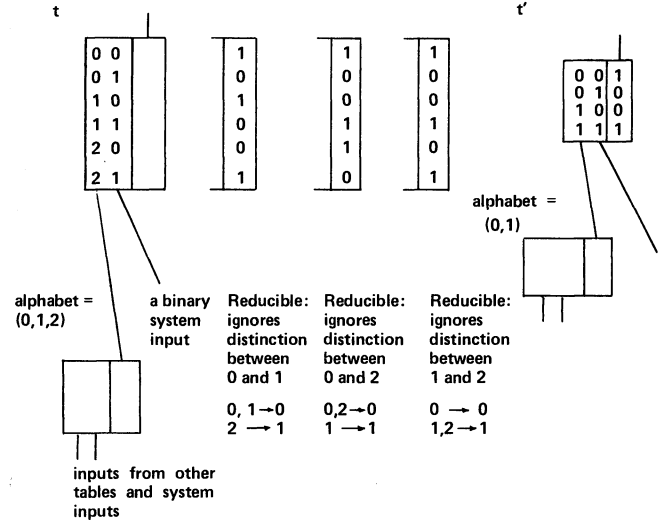 t
t'
0 0
0 1
1 0
1 1
2 0
2 1
1
0
1
0
0
1
1
0
0
1
1
0
1
0
0
1
0
1
0 0 1
0 1 0
1 0 0
1 1 1
alphabet =
(0,1)
alphabet =
(0,1,2)
a binary
system
input
Reducible:
ignores
distinction
between
0 and 1
0, 1→0
2 → 1
Reducible:
ignores
distinction
between
0 and 2
0,2→0
1 →1
Reducible:
ignores
distinction
between
1 and 2
0 → 0
1,2→1
inputs from other
tables and system
inputs